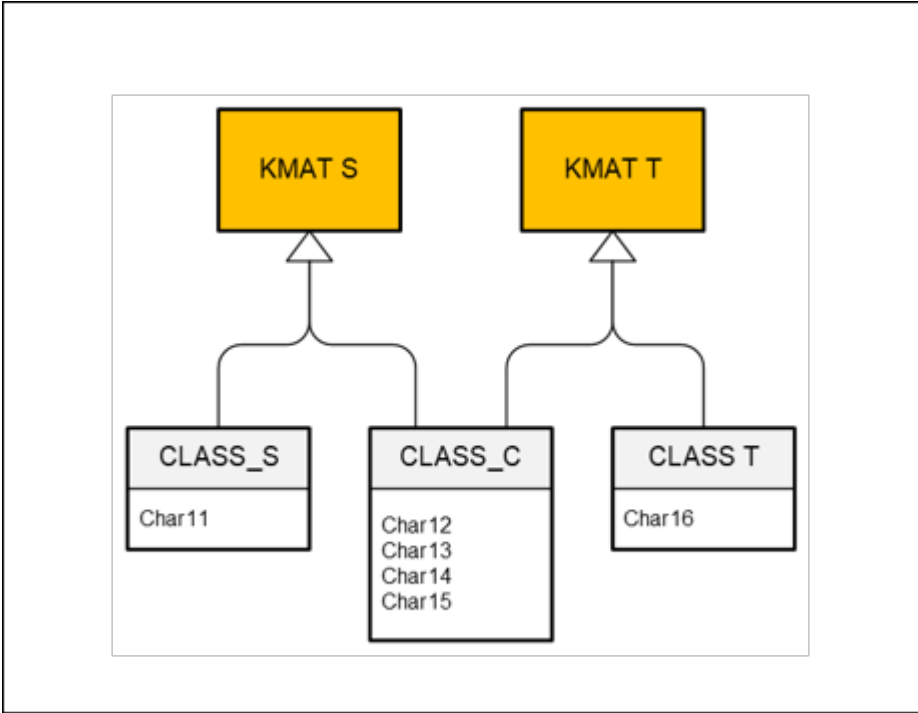 KMAT S
KMAT T
CLASS_S
Char11
CLASS_C
Char12
Char13
Char14
Char15
CLASS T
Char16